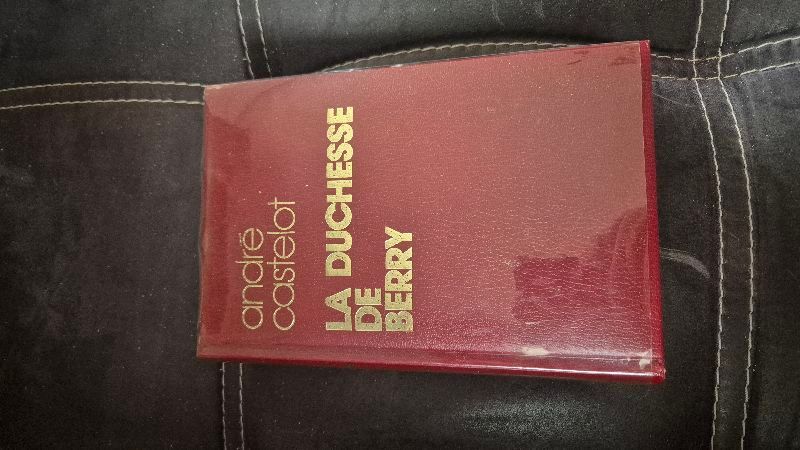 andré
castelot
LA DUCHESSE
DE
BERRY